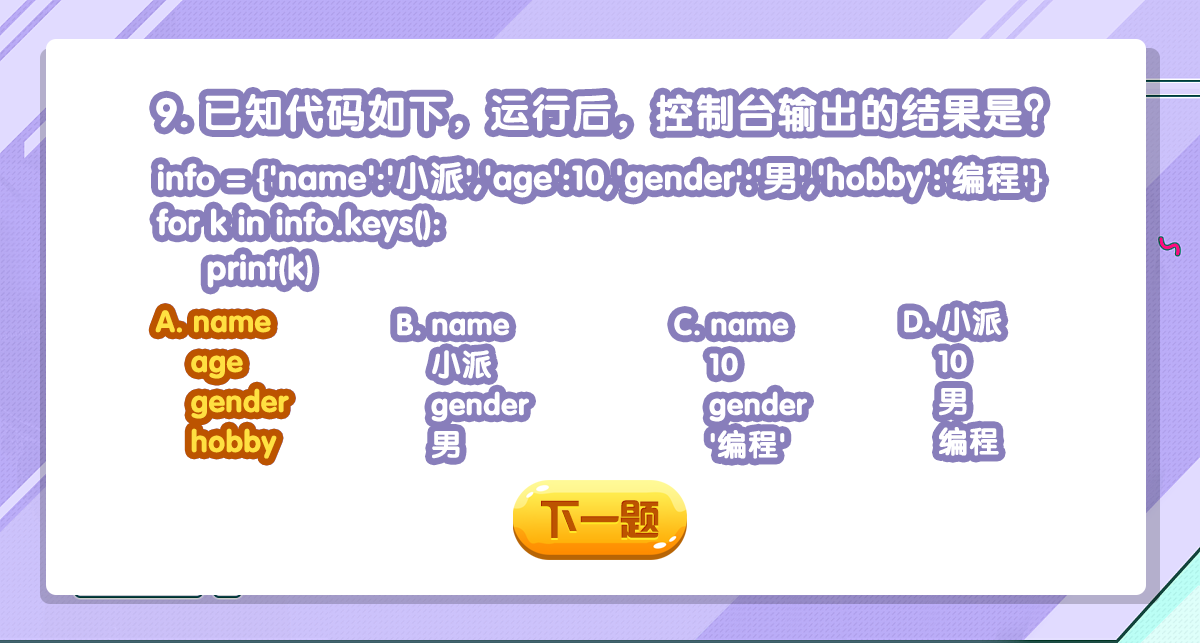 9. 已知代码如下，运行后，控制台输出的结果是？
info = {'name':'小派','age':10,'gender':'男','hobby':'编程'}
for k in info.keys():
print(k)
A. name
age
gender
hobby
B. name
小派
gender
男
C. name
10
gender
'编程'
D. 小派
10
男
编程
下一题